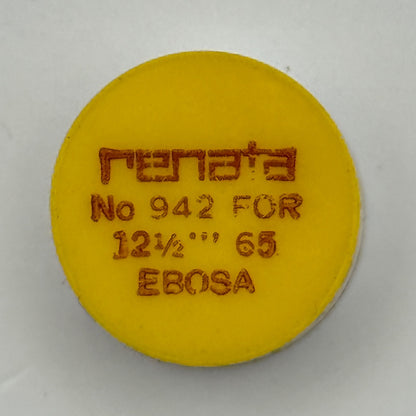 renata
No 942 FOR
12½''' 65
EBOSA